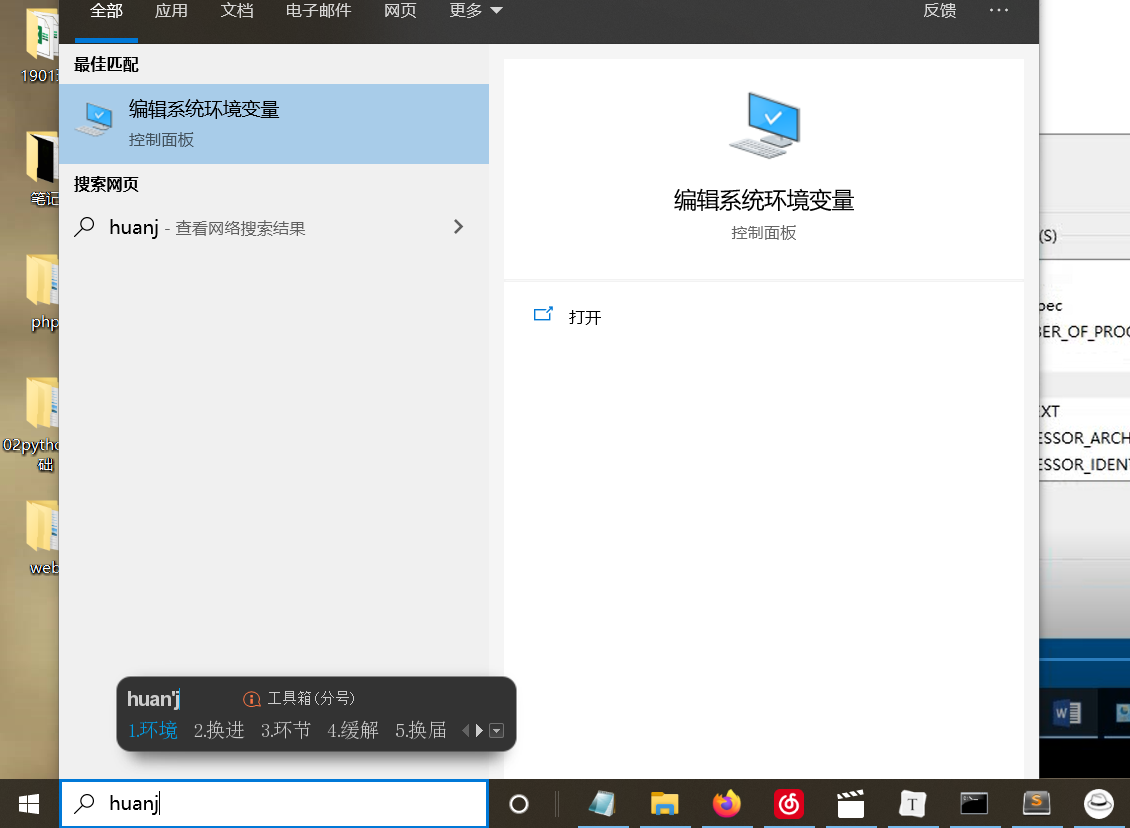 全部 应用 文档 电子邮件 网页 更多 反馈 ...
最佳匹配
编辑系统环境变量
控制面板
搜索网页
huanj - 查看网络搜索结果
编辑系统环境变量
控制面板
打开
笔记
php
02pytho
础
web
(S)
pec
BER_OF_PROC
EXT
ESSOR_ARCH
ESSOR_IDENT
huan'j 工具箱(分号)
1.环境 2.换进 3.环节 4.缓解 5.换届
huanj